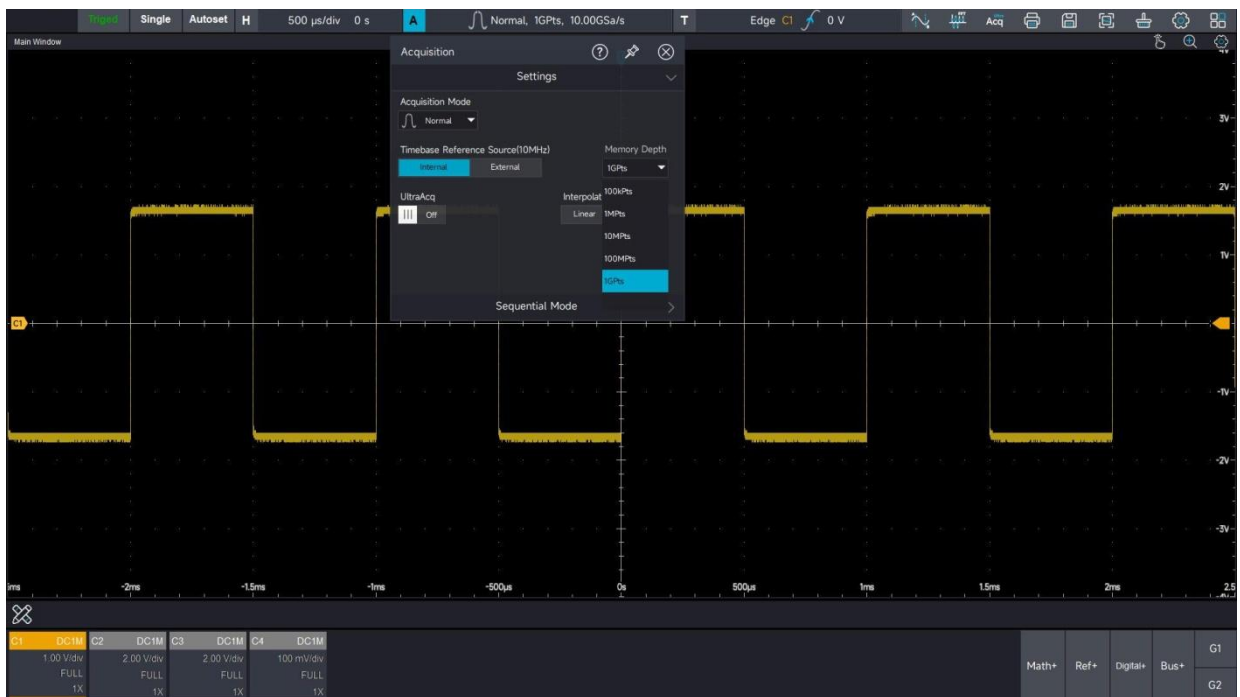 Triged Single Autoset H 500 μs/div 0 s A Normal, 1GPts, 10.00GSa/s T Edge C1 0 V Acq
Main Window
Acquisition
Settings
Acquisition Mode
Normal
Timebase Reference Source(10MHz) Memory Depth
Internal External 1GPts
UltraAcq Interpolat
Off Linear
100kPts
1MPts
10MPts
100MPts
1GPts
Sequential Mode
3V
2V
1V
C1
-1V
-2V
-3V
-2ms -1.5ms -1ms -500μs 0s 500μs 1ms 1.5ms 2ms 2.5
C1 DC1M C2 DC1M C3 DC1M C4 DC1M
1.00 V/div 2.00 V/div 2.00 V/div 100 mV/div
FULL FULL FULL FULL
1X 1X 1X 1X
Math+ Ref+ Digital+ Bus+ G1
G2